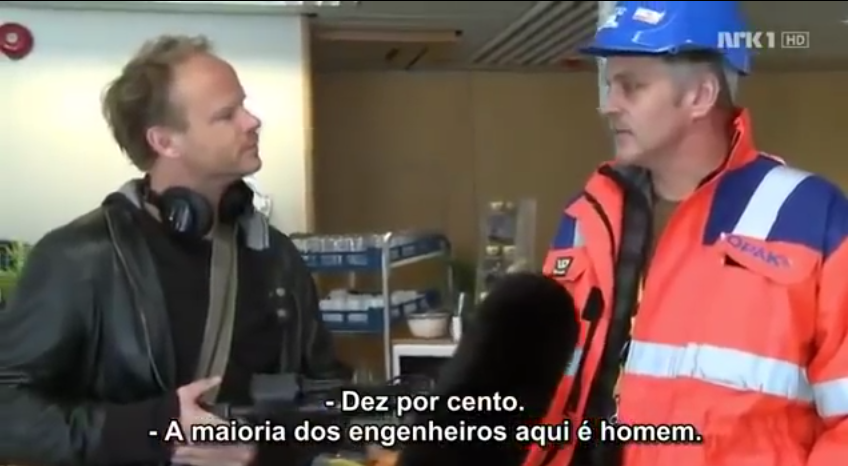 NRK1 HD
OPAK
- Dez por cento.
- A maioria dos engenheiros aqui é homem.